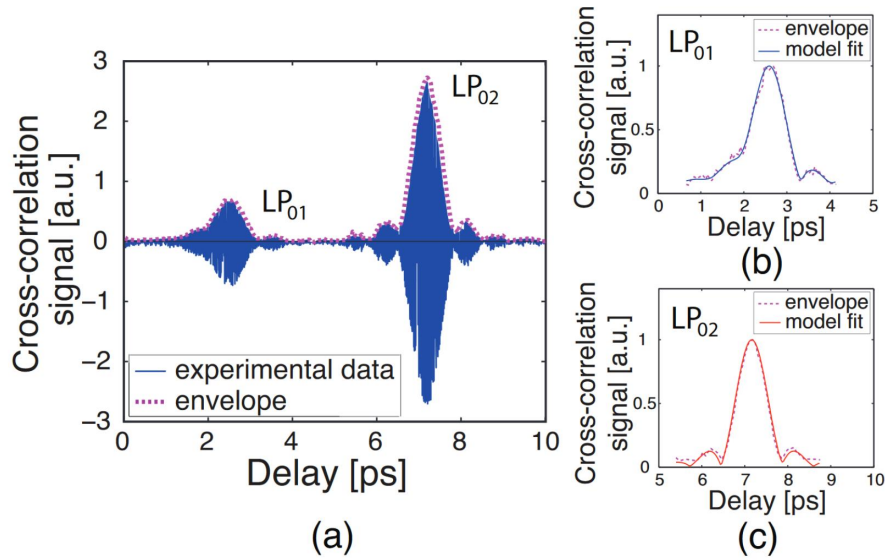 3
2
1
0
−1
−2
−3
0
2
4
6
8
10
Cross-correlation
signal [a.u.]
Delay [ps]
LP01
LP02
experimental data
envelope
(a)
LP01
envelope
model fit
1
0.5
0
0
1
2
3
4
5
Cross-correlation
signal [a.u.]
Delay [ps]
(b)
LP02
envelope
model fit
1
0.5
0
5
6
7
8
9
10
Cross-correlation
signal [a.u.]
Delay [ps]
(c)